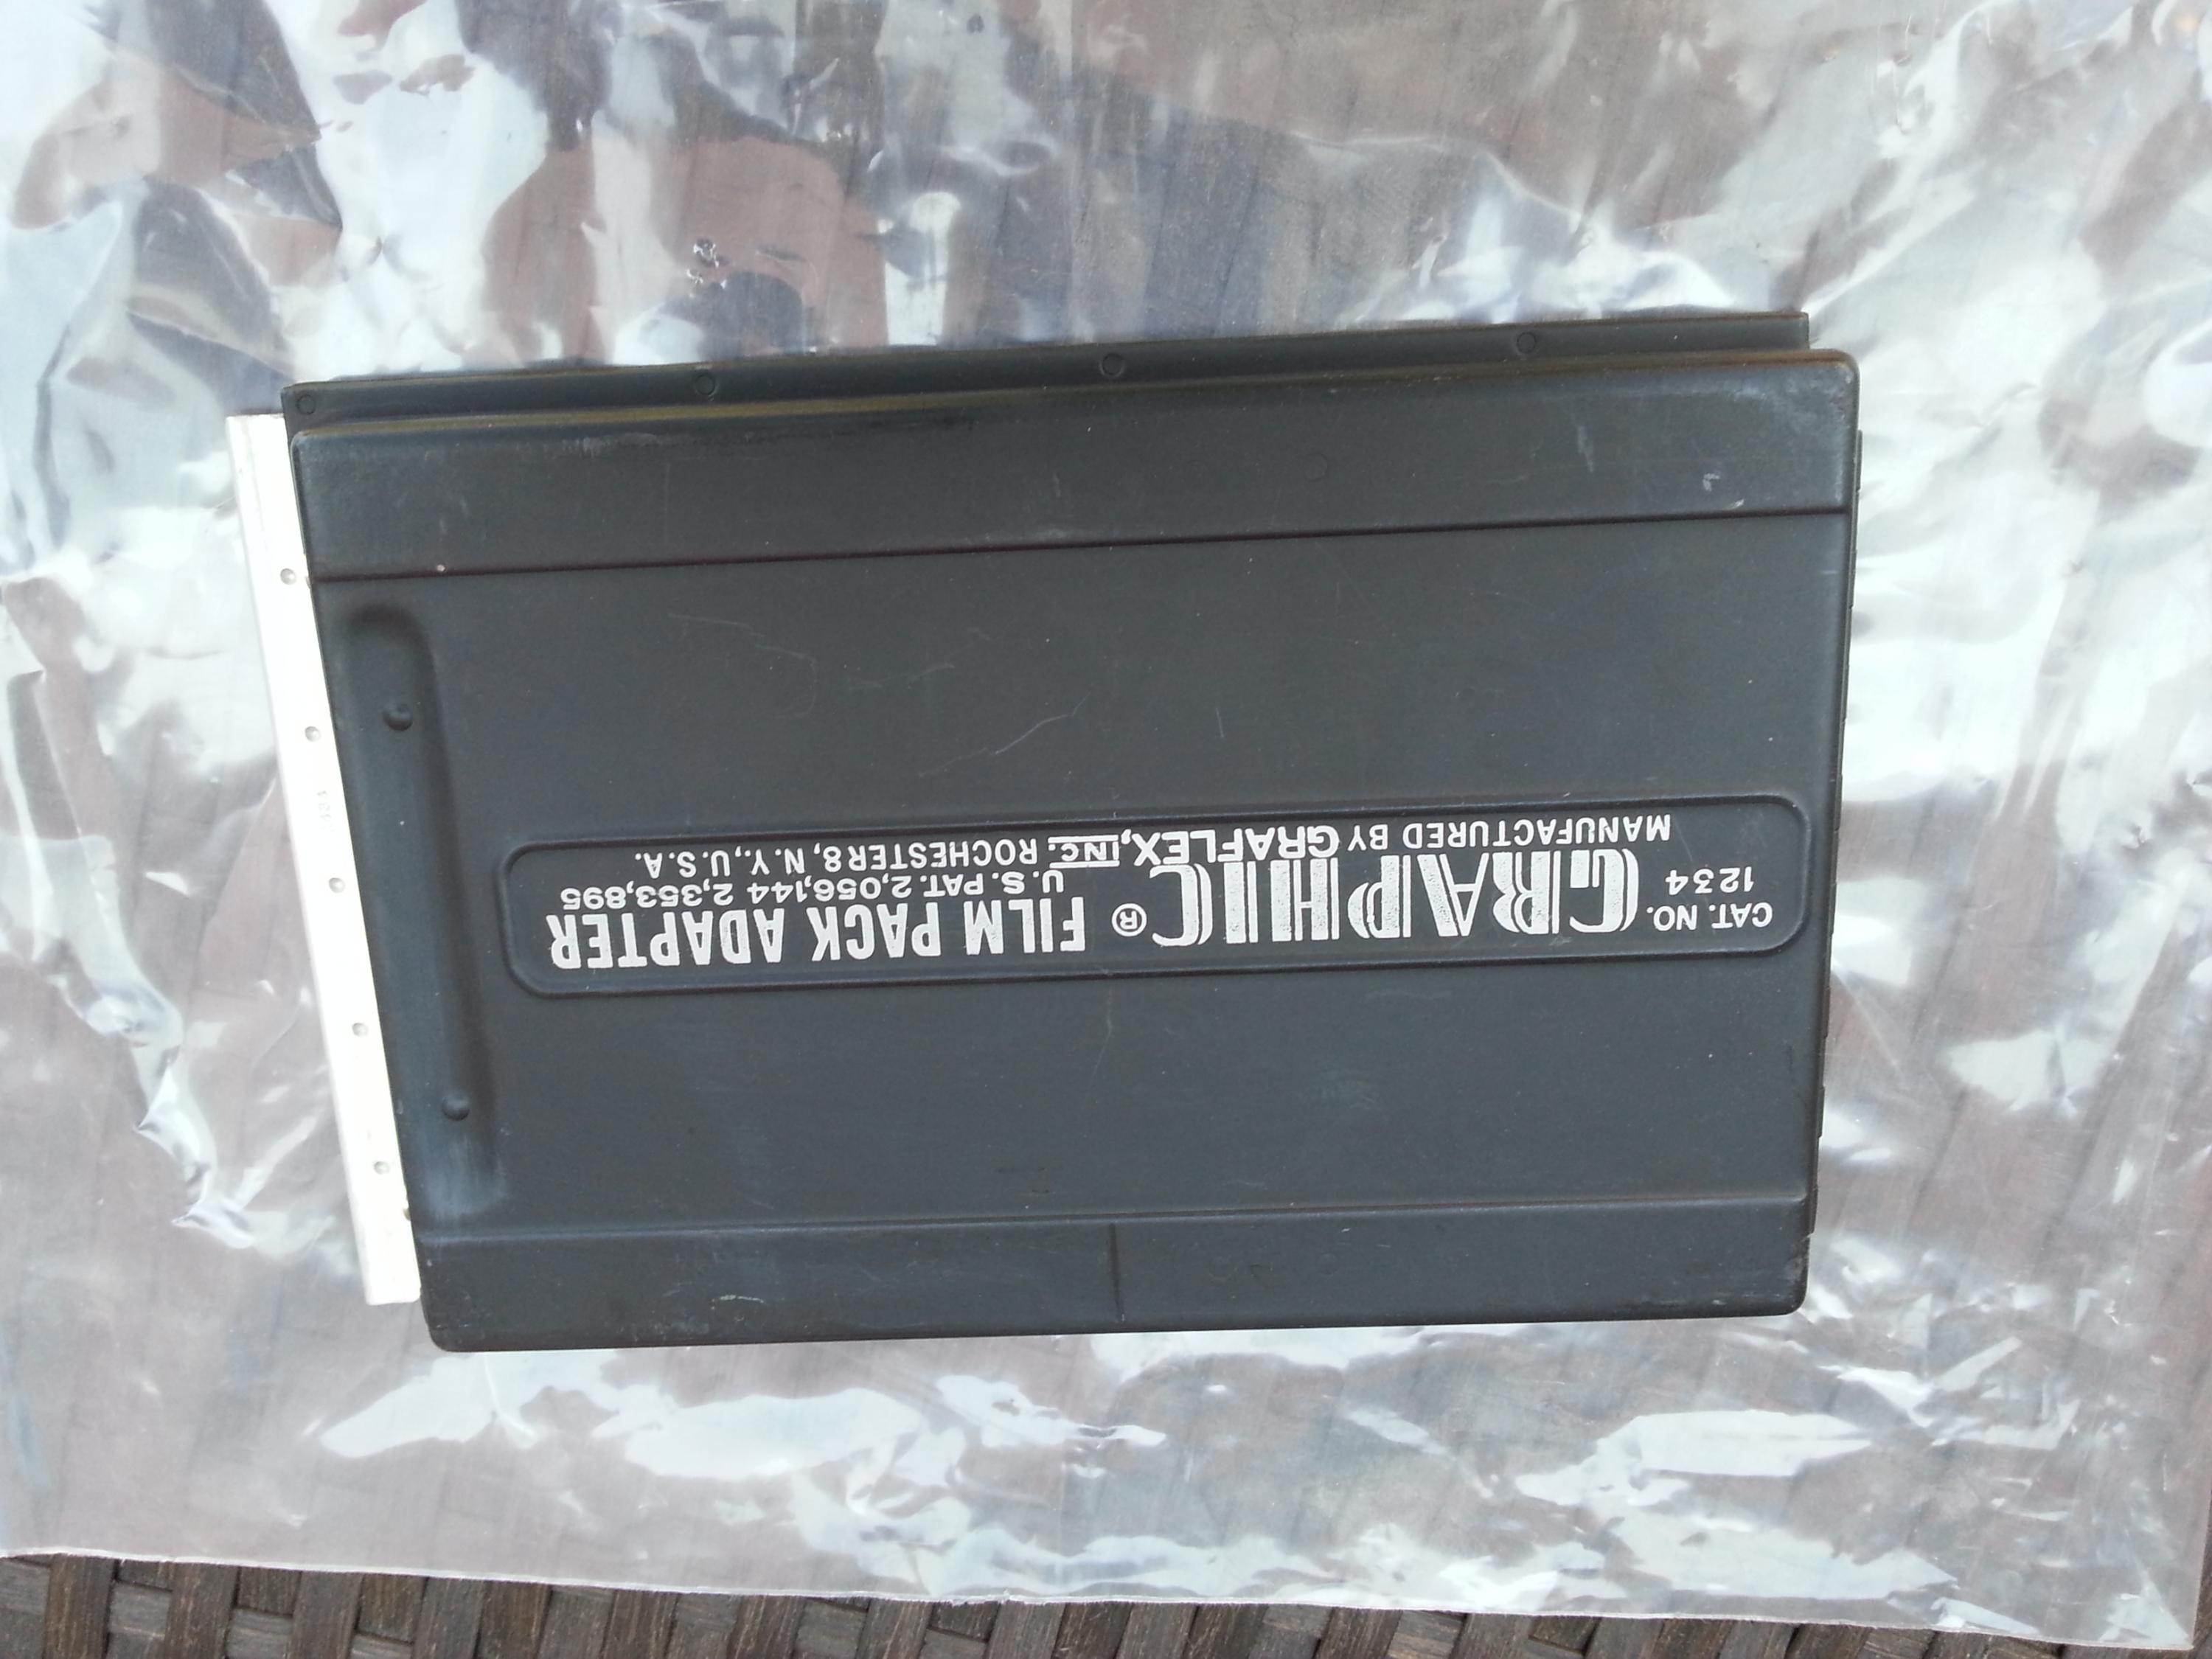 CAT. NO. GRAPHIC ® FILM PACK ADAPTER
1234 U.S. PAT. 2,056,144 2,353,895
MANUFACTURED BY GRAFLEX, INC. ROCHESTER 8, N.Y., U.S.A.